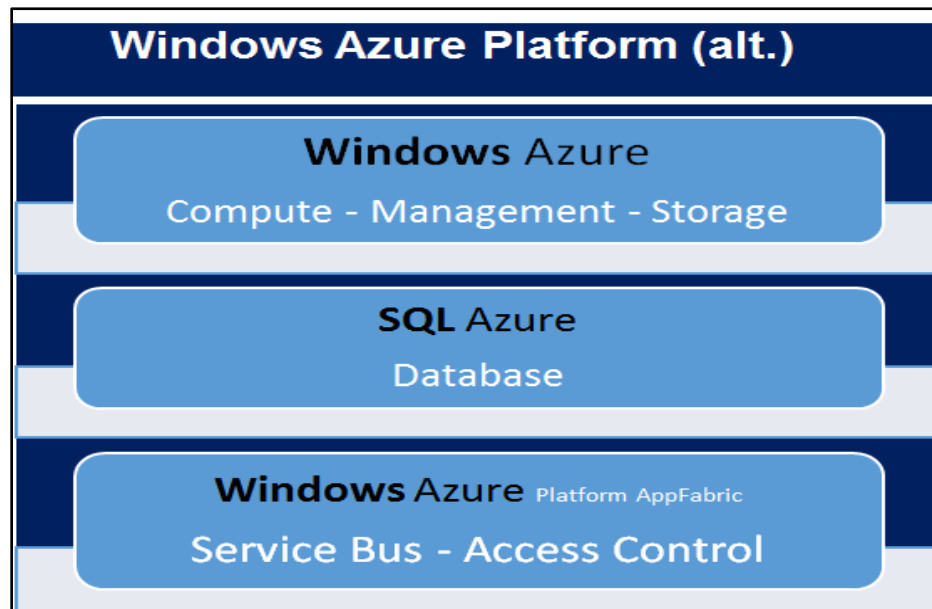 Windows Azure Platform (alt.)
Windows Azure
Compute - Management - Storage
SQL Azure
Database
Windows Azure Platform AppFabric
Service Bus - Access Control